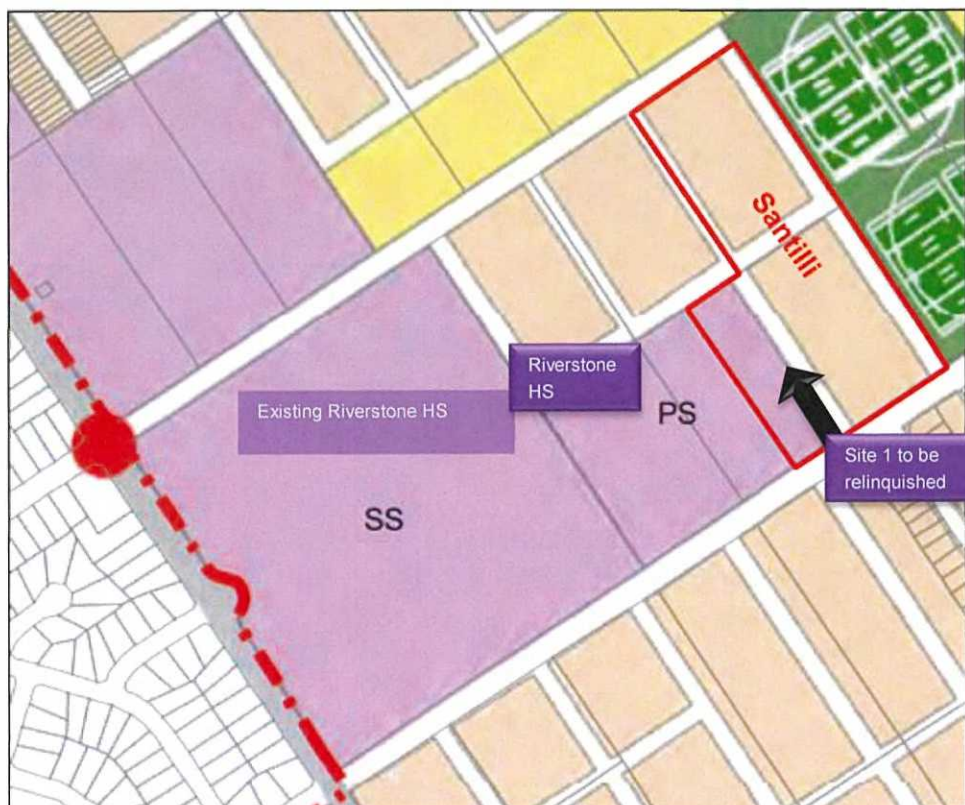 Santilli
Riverstone
HS
Existing Riverstone HS
PS
Site 1 to be
relinquished
SS